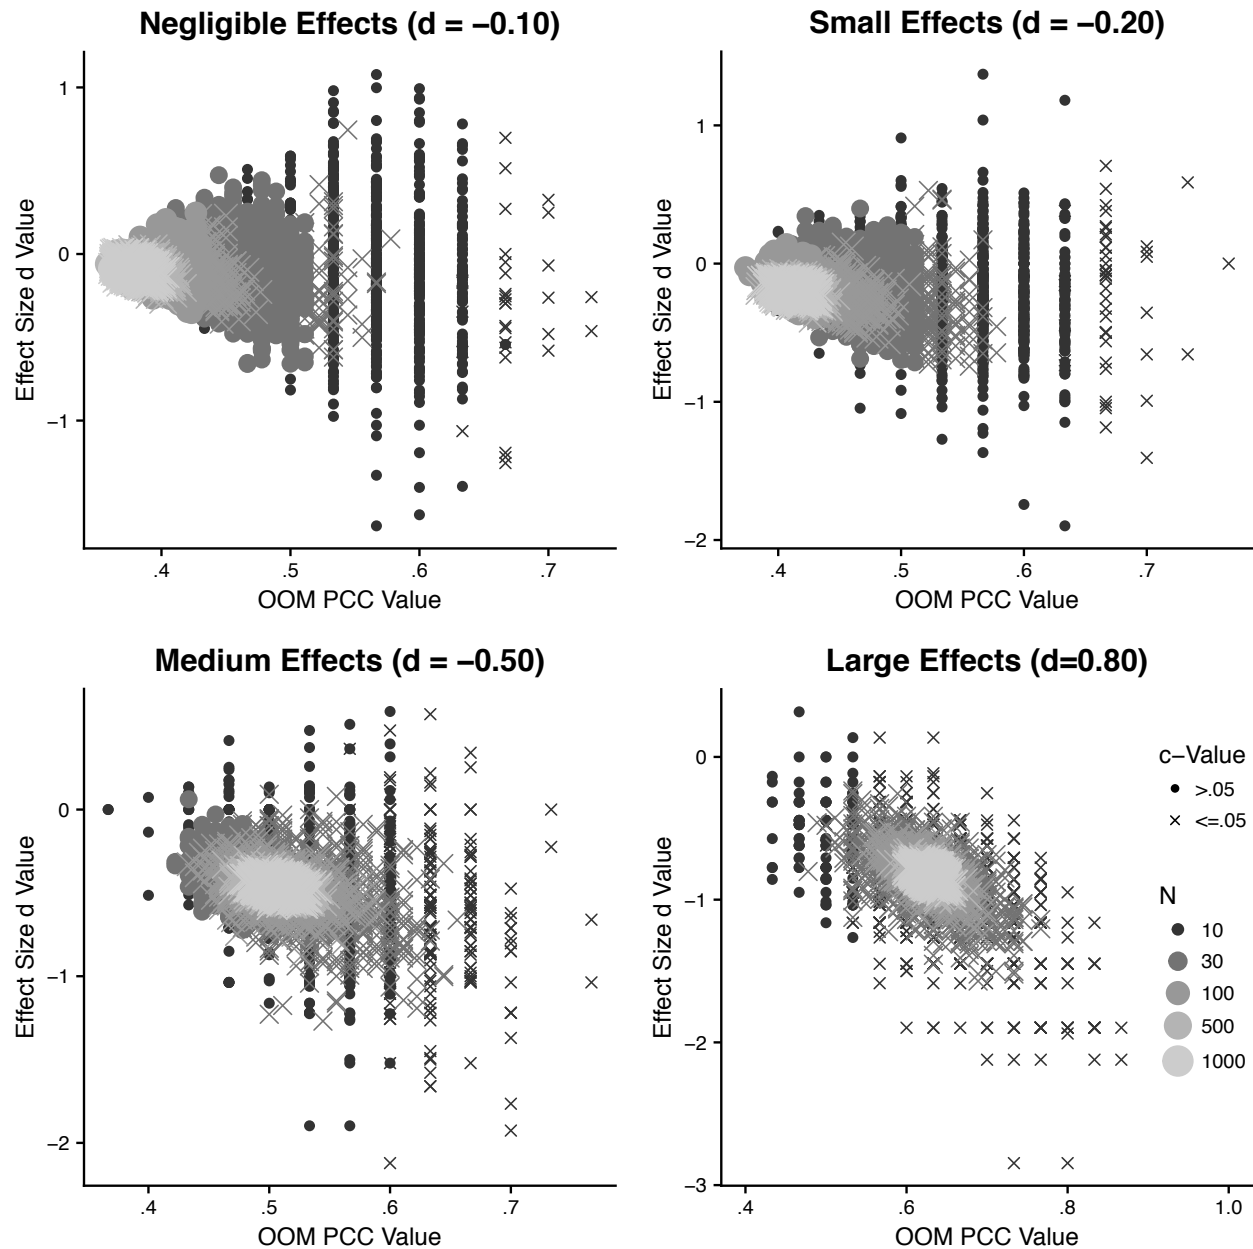 Negligible Effects (d = −0.10)
1
0
−1
Effect Size d Value
.4 .5 .6 .7
OOM PCC Value
Small Effects (d = −0.20)
1
0
−1
−2
Effect Size d Value
.4 .5 .6 .7
OOM PCC Value
Medium Effects (d = −0.50)
0
−1
−2
Effect Size d Value
.4 .5 .6 .7
OOM PCC Value
Large Effects (d=0.80)
0
−1
−2
−3
Effect Size d Value
.4 .6 .8 1.0
OOM PCC Value
c−Value
>.05
<=.05
N
10
30
100
500
1000